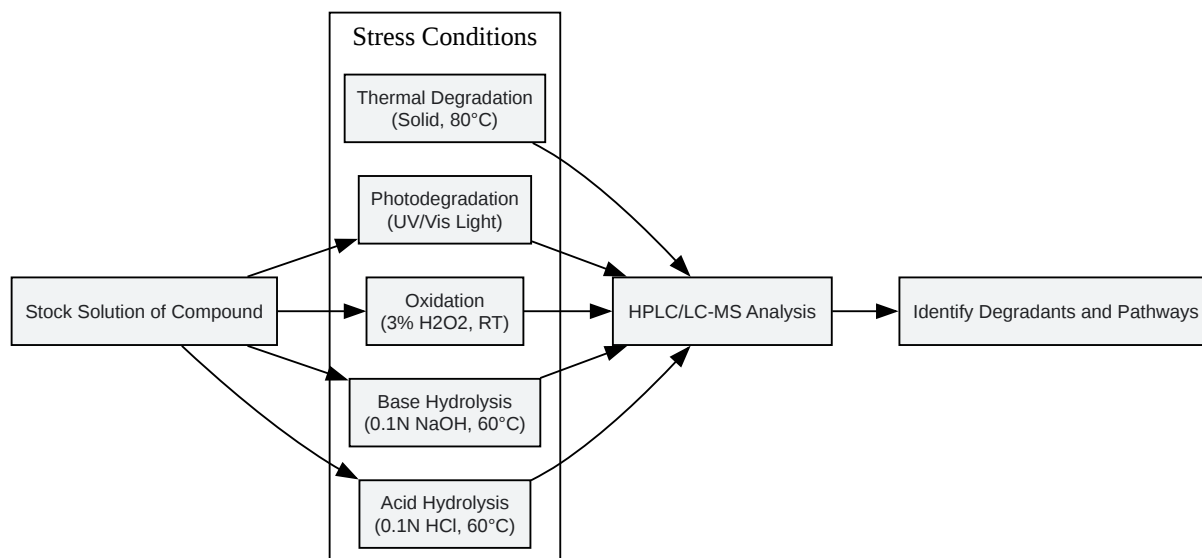 Stress Conditions
Thermal Degradation
(Solid, 80°C)
Photodegradation
(UV/Vis Light)
Stock Solution of Compound
Oxidation
(3% H2O2, RT)
HPLC/LC-MS Analysis
Identify Degradants and Pathways
Base Hydrolysis
(0.1N NaOH, 60°C)
Acid Hydrolysis
(0.1N HCl, 60°C)